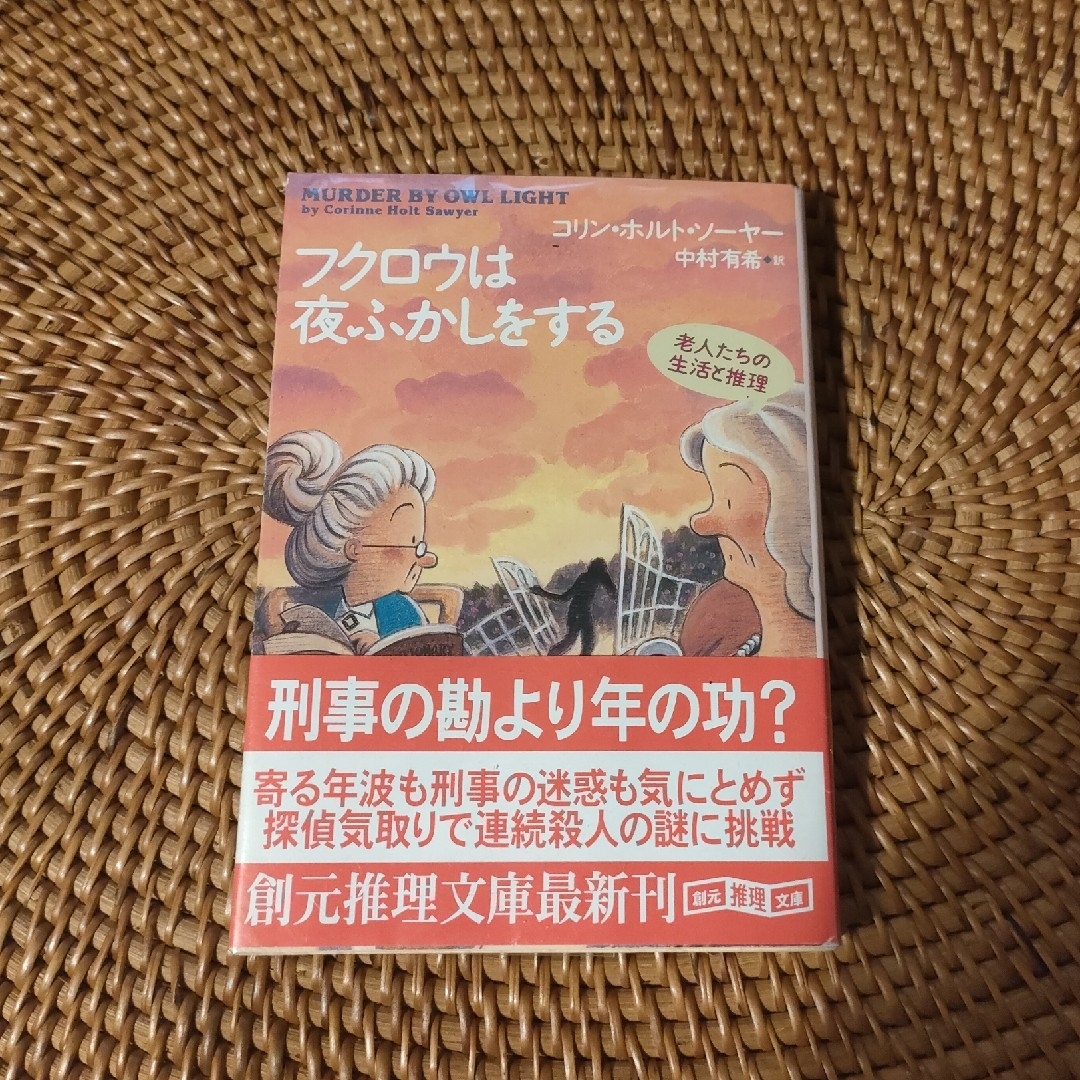 MURDER BY OWL LIGHT
by Corinne Holt Sawyer
コリン・ホルト・ソーヤー
中村有希◆訳
フクロウは
夜ふかしをする
老人たちの
生活と推理
刑事の勘より年の功?
寄る年波も刑事の迷惑も気にとめず
探偵気取りで連続殺人の謎に挑戦
創元推理文庫最新刊
創元 推理 文庫